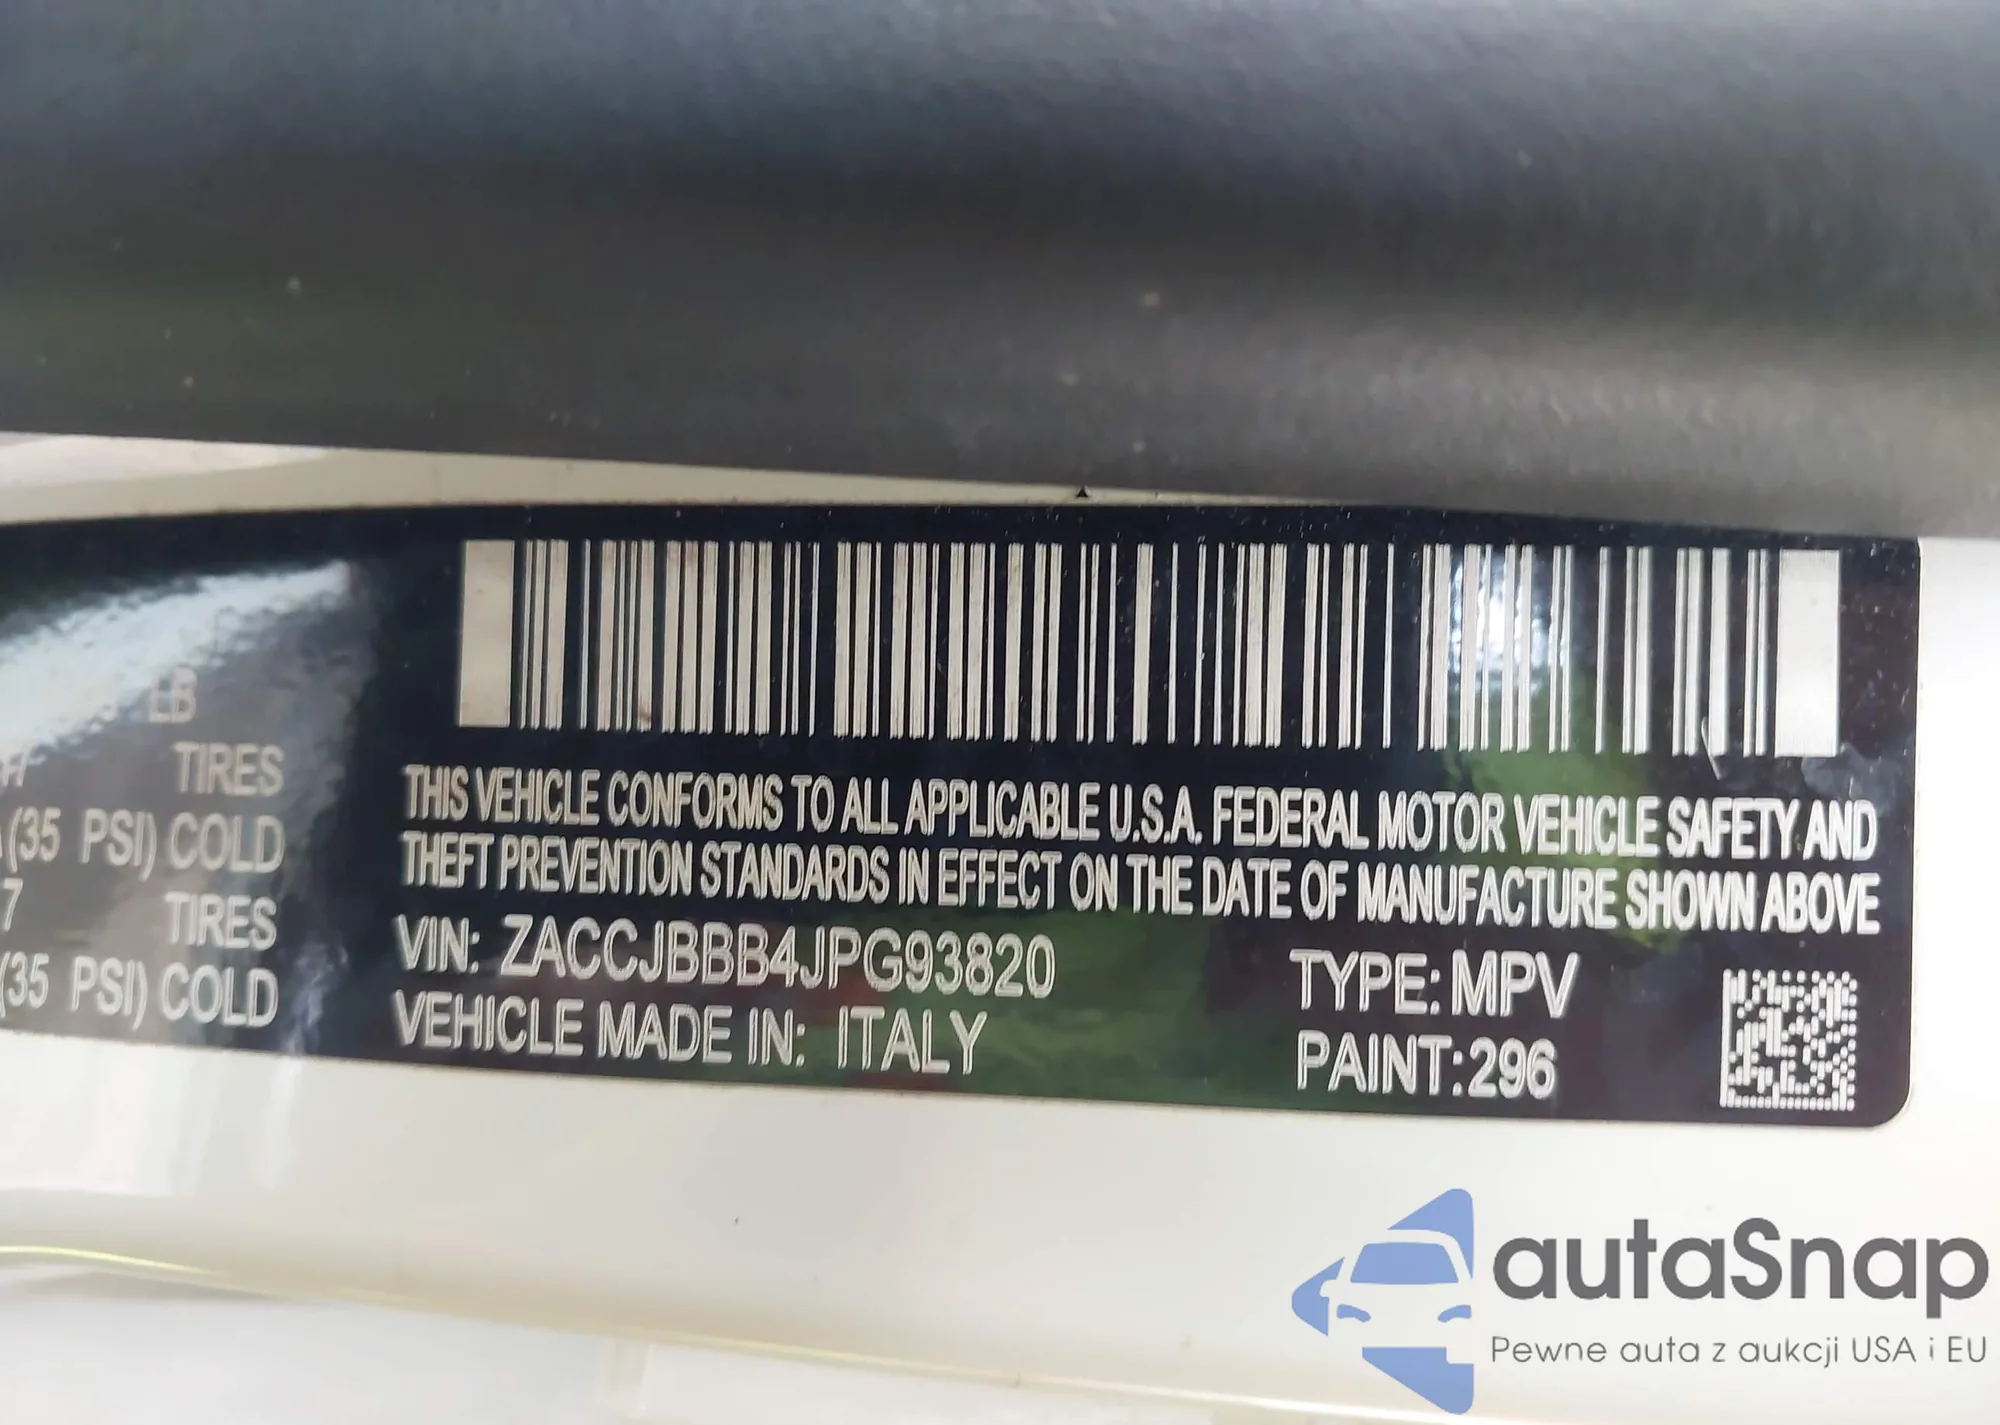 LB
TIRES
(35 PSI) COLD
7 TIRES
(35 PSI) COLD
THIS VEHICLE CONFORMS TO ALL APPLICABLE U.S.A. FEDERAL MOTOR VEHICLE SAFETY AND
THEFT PREVENTION STANDARDS IN EFFECT ON THE DATE OF MANUFACTURE SHOWN ABOVE
VIN: ZACCJBBB4JPG93820 TYPE: MPV
VEHICLE MADE IN: ITALY PAINT:296
autaSnap
Pewne auta z aukcji USA i EU